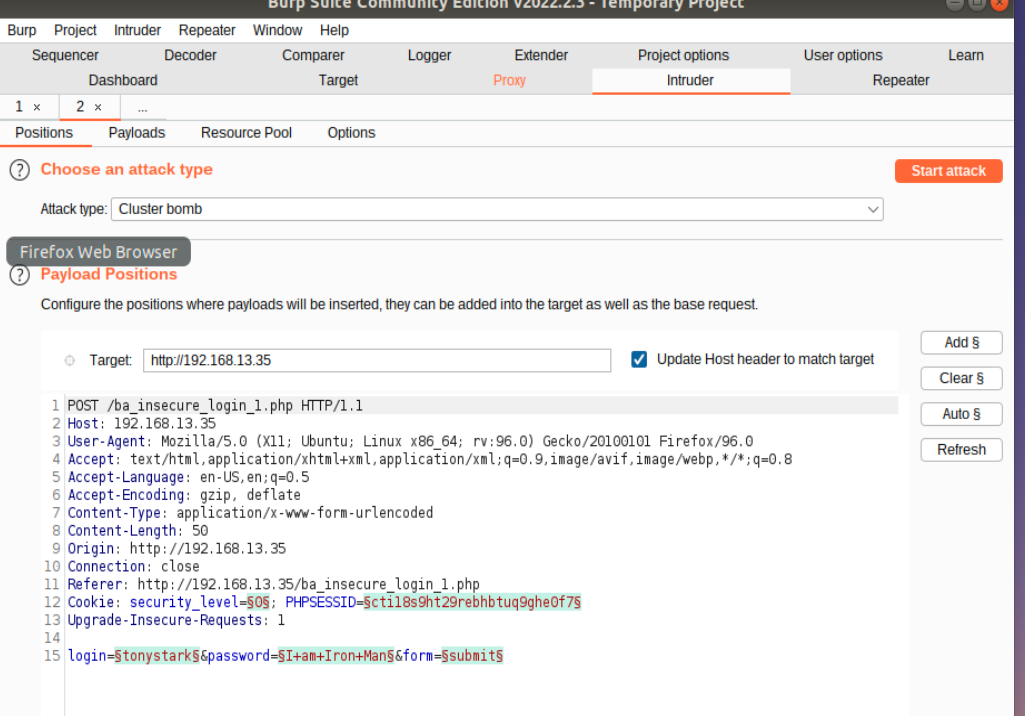 Burp Suite Community Edition v2022.2.3 - Temporary Project
Burp Project Intruder Repeater Window Help
Sequencer Decoder Comparer Logger Extender Project options User options Learn
Dashboard Target Proxy Intruder Repeater
1 × 2 × ...
Positions Payloads Resource Pool Options
? Choose an attack type
Start attack
Attack type: Cluster bomb
Firefox Web Browser
? Payload Positions
Configure the positions where payloads will be inserted, they can be added into the target as well as the base request.
Target: http://192.168.13.35
Update Host header to match target
Add §
Clear §
Auto §
Refresh
1 POST /ba_insecure_login_1.php HTTP/1.1
2 Host: 192.168.13.35
3 User-Agent: Mozilla/5.0 (X11; Ubuntu; Linux x86_64; rv:96.0) Gecko/20100101 Firefox/96.0
4 Accept: text/html,application/xhtml+xml,application/xml;q=0.9,image/avif,image/webp,*/*;q=0.8
5 Accept-Language: en-US,en;q=0.5
6 Accept-Encoding: gzip, deflate
7 Content-Type: application/x-www-form-urlencoded
8 Content-Length: 50
9 Origin: http://192.168.13.35
10 Connection: close
11 Referer: http://192.168.13.35/ba_insecure_login_1.php
12 Cookie: security_level=§0§; PHPSESSID=§cti18s9ht29rebhbtuq9ghe0f7§
13 Upgrade-Insecure-Requests: 1
14
15 login=§tonystark§&password=§I+am+Iron+Man§&form=§submit§